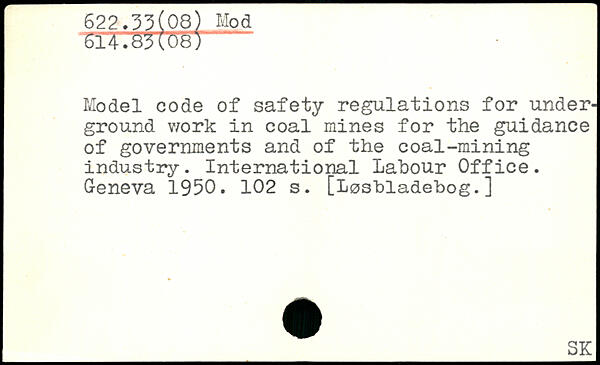 622.33(08) Mod
614.83(08)
Model code of safety regulations for under-
ground work in coal mines for the guidance
of governments and of the coal-mining
industry. International Labour Office.
Geneva 1950. 102 s. [Løsbladebog.]
SK